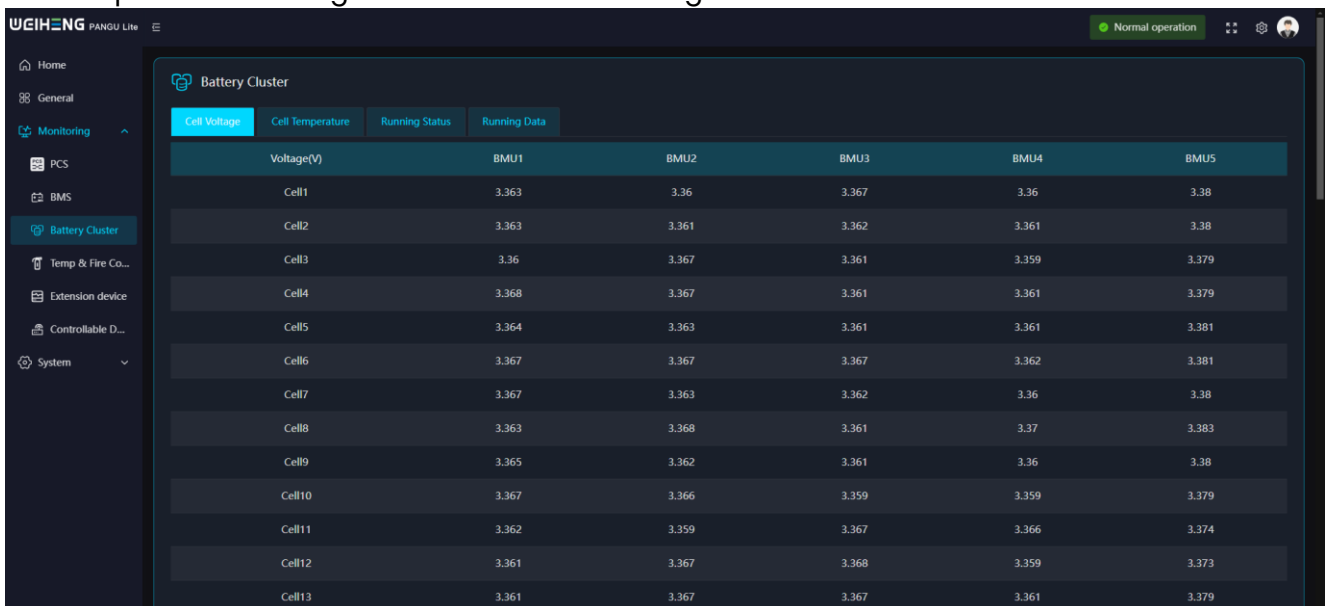 WEIHENG PANGU Lite
Normal operation
Home
General
Monitoring
PCS
BMS
Battery Cluster
Temp & Fire Co...
Extension device
Controllable D...
System
Battery Cluster
Cell Voltage Cell Temperature Running Status Running Data
Voltage(V) BMU1 BMU2 BMU3 BMU4 BMU5
Cell1 3.363 3.36 3.367 3.36 3.38
Cell2 3.363 3.361 3.362 3.361 3.38
Cell3 3.36 3.367 3.361 3.359 3.379
Cell4 3.368 3.367 3.361 3.361 3.379
Cell5 3.364 3.363 3.361 3.361 3.381
Cell6 3.367 3.367 3.367 3.362 3.381
Cell7 3.367 3.363 3.362 3.36 3.38
Cell8 3.363 3.368 3.361 3.37 3.383
Cell9 3.365 3.362 3.361 3.36 3.38
Cell10 3.367 3.366 3.359 3.359 3.379
Cell11 3.362 3.359 3.367 3.366 3.374
Cell12 3.361 3.367 3.368 3.359 3.373
Cell13 3.361 3.367 3.367 3.361 3.379